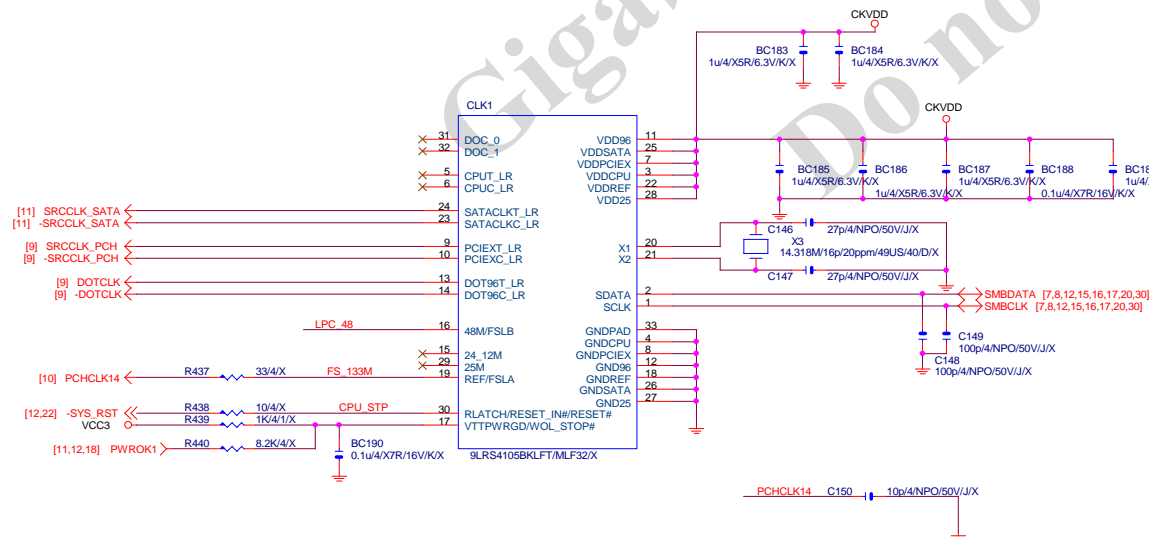 CKVDD
BC183
1u/4/X5R/6.3V/K/X
BC184
1u/4/X5R/6.3V/K/X
CLK1
CKVDD
31 DOC_0
32 DOC_1
5 CPUT_LR
6 CPUC_LR
[11] SRCCLK_SATA 24 SATACLKT_LR
[11] -SRCCLK_SATA 23 SATACLKC_LR
[9] SRCCLK_PCH 9 PCIEXT_LR
[9] -SRCCLK_PCH 10 PCIEXC_LR
[9] DOTCLK 13 DOT96T_LR
[9] -DOTCLK 14 DOT96C_LR
LPC_48 16 48M/FSLB
15 24_12M
29 25M
[10] PCHCLK14 R437 33/4/X FS_133M 19 REF/FSLA
[12,22] -SYS_RST R438 10/4/X CPU_STP 30 RLATCH/RESET_IN#/RESET#
VCC3 R439 1K/4/1/X 17 VTTPWRGD/WOL_STOP#
[11,12,18] PWROK1 R440 8.2K/4/X
BC190
0.1u/4/X7R/16V/K/X
9LRS4105BKLFT/MLF32/X
VDD96 11
VDDSATA 25
VDDPCIEX 7
VDDCPU 3
VDDREF 22
VDD25 28
BC185
1u/4/X5R/6.3V/K/X
BC186
1u/4/X5R/6.3V/K/X
BC187
1u/4/X5R/6.3V/K/X
BC188
0.1u/4/X7R/16V/K/X
1u/4/
X1 20
X2 21
C146 27p/4/NPO/50V/J/X
X3
14.318M/16p/20ppm/49US/40/D/X
C147 27p/4/NPO/50V/J/X
SDATA 2 SMBDATA [7,8,12,15,16,17,20,30]
SCLK 1 SMBCLK [7,8,12,15,16,17,20,30]
C149
100p/4/NPO/50V/J/X
C148
100p/4/NPO/50V/J/X
GNDPAD 33
GNDCPU 4
GNDPCIEX 8
GND96 12
GNDREF 18
GNDSATA 26
GND25 27
PCHCLK14 C150 10p/4/NPO/50V/J/X
Do